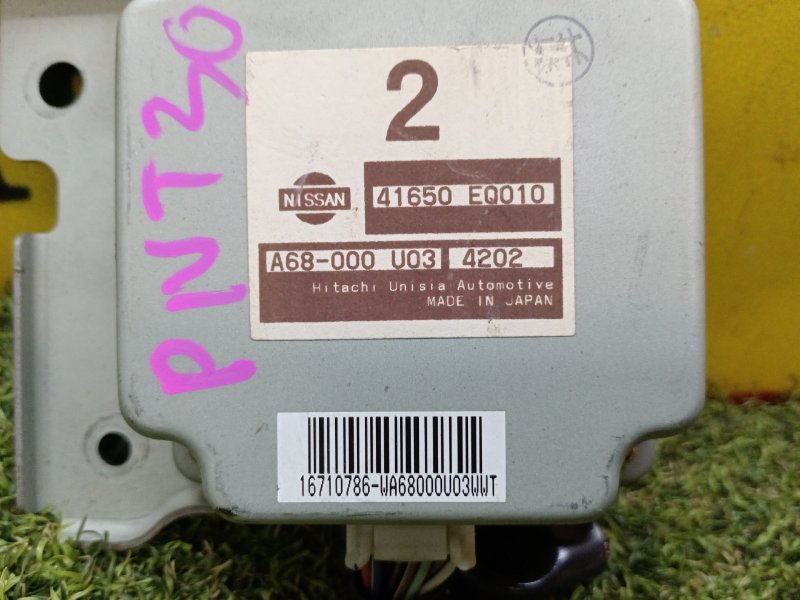 2
NISSAN
41650 EQ010
A68-000 U03 4202
Hitachi Unisia Automotive
MADE IN JAPAN
PNT30
16710786-WA68000U03WWT